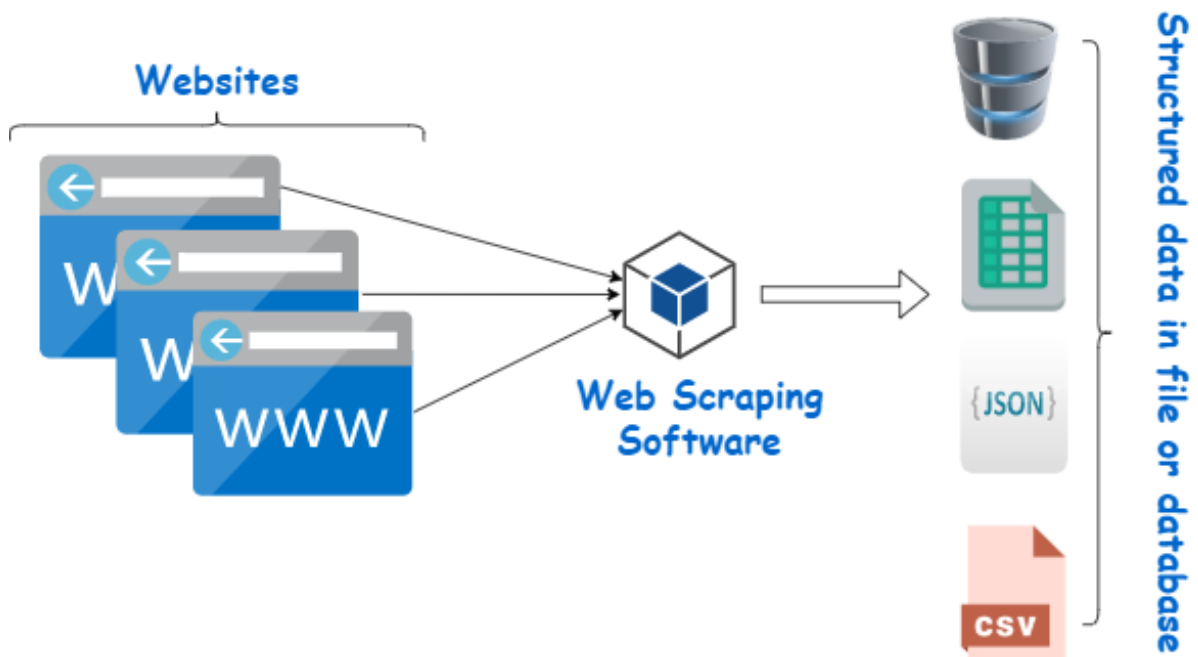 Websites
W
W
WWW
Web Scraping
Software
{JSON}
CSV
Structured data in file or database